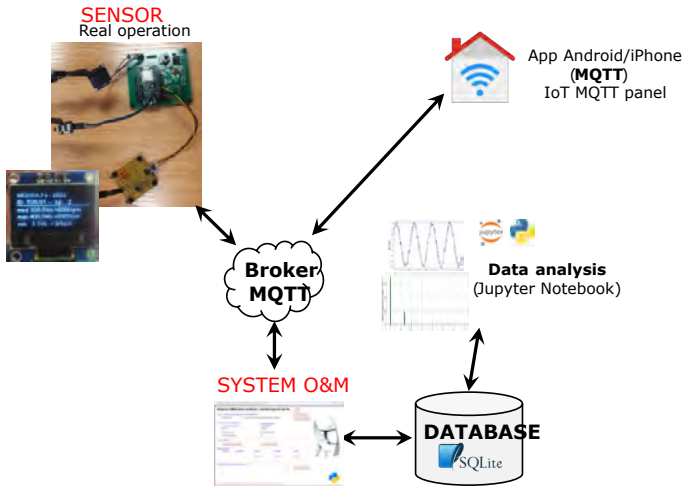 SENSOR
Real operation
App Android/iPhone
(MQTT)
IoT MQTT panel
Broker
MQTT
jupyter
Data analysis
(Jupyter Notebook)
SYSTEM O&M
DATABASE
SQLite